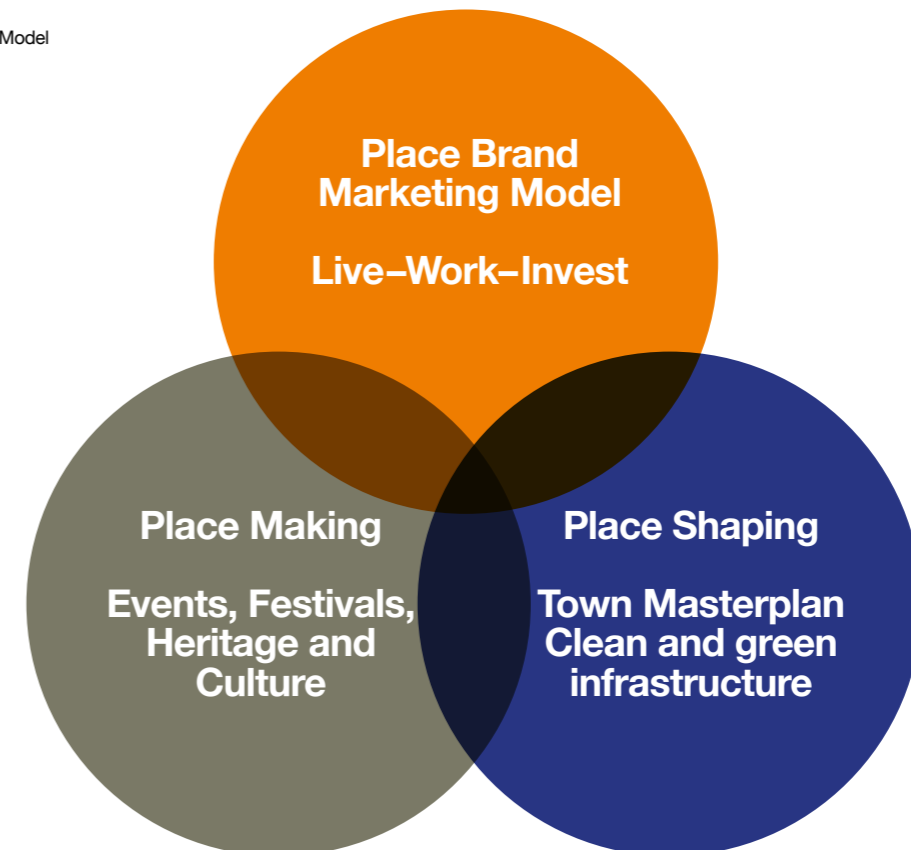 Model
Place Brand
Marketing Model
Live–Work–Invest
Place Making
Events, Festivals,
Heritage and
Culture
Place Shaping
Town Masterplan
Clean and green
infrastructure